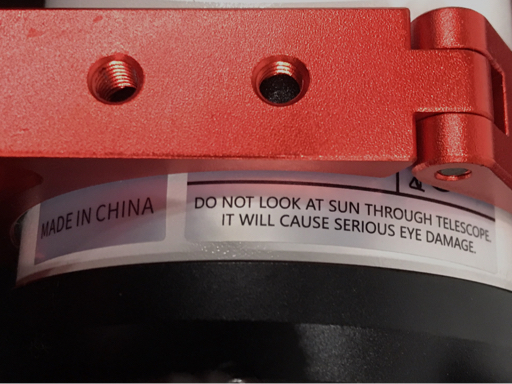 MADE IN CHINA
DO NOT LOOK AT SUN THROUGH TELESCOPE.
IT WILL CAUSE SERIOUS EYE DAMAGE.